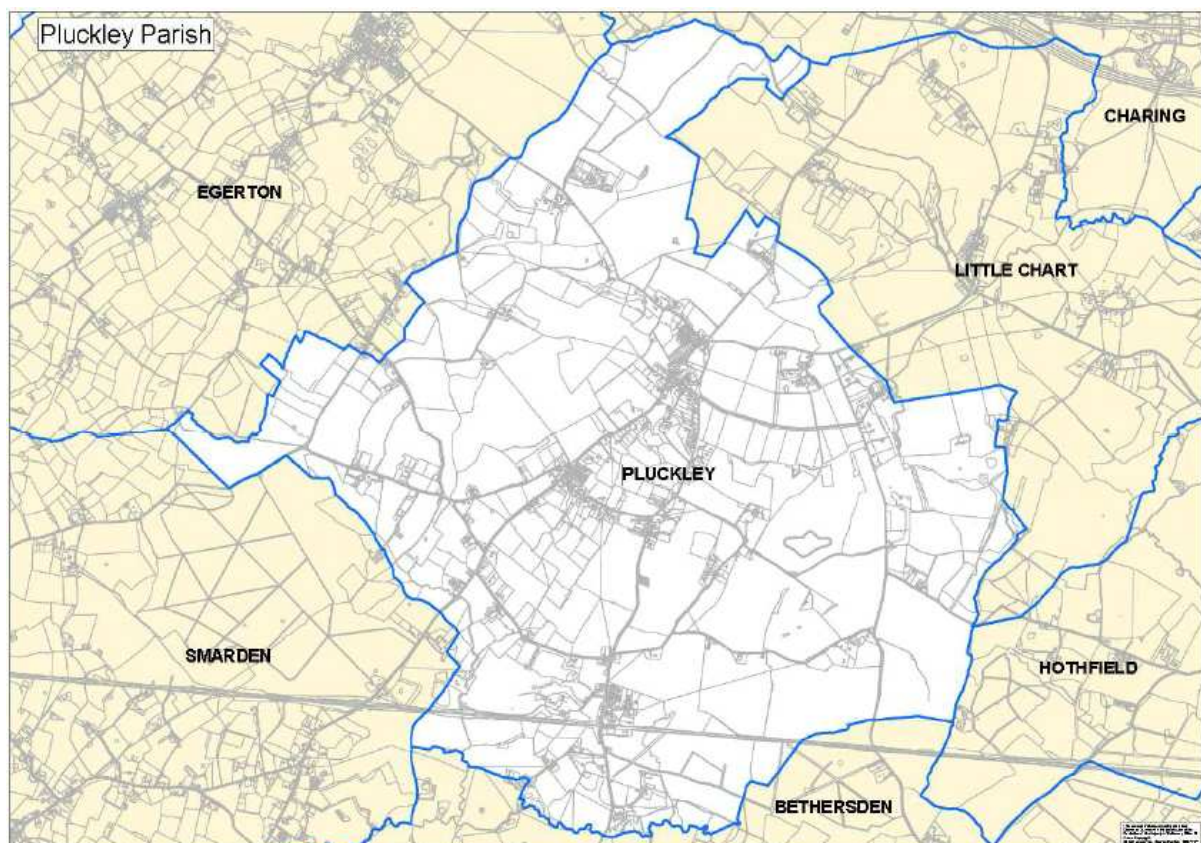 Pluckley Parish
CHARING
EGERTON
LITTLE CHART
PLUCKLEY
SMARDEN
HOTHFIELD
BETHERSDEN